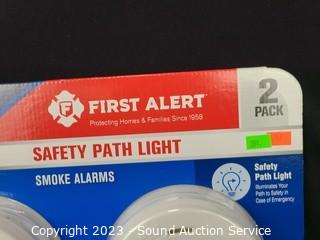 FIRST ALERT
Protecting Homes & Families Since 1958
2
PACK
SAFETY PATH LIGHT
SMOKE ALARMS
Safety
Path Light
Illuminates Your
Path to Safety in
Case of Emergency
Copyright 2023 - Sound Auction Service